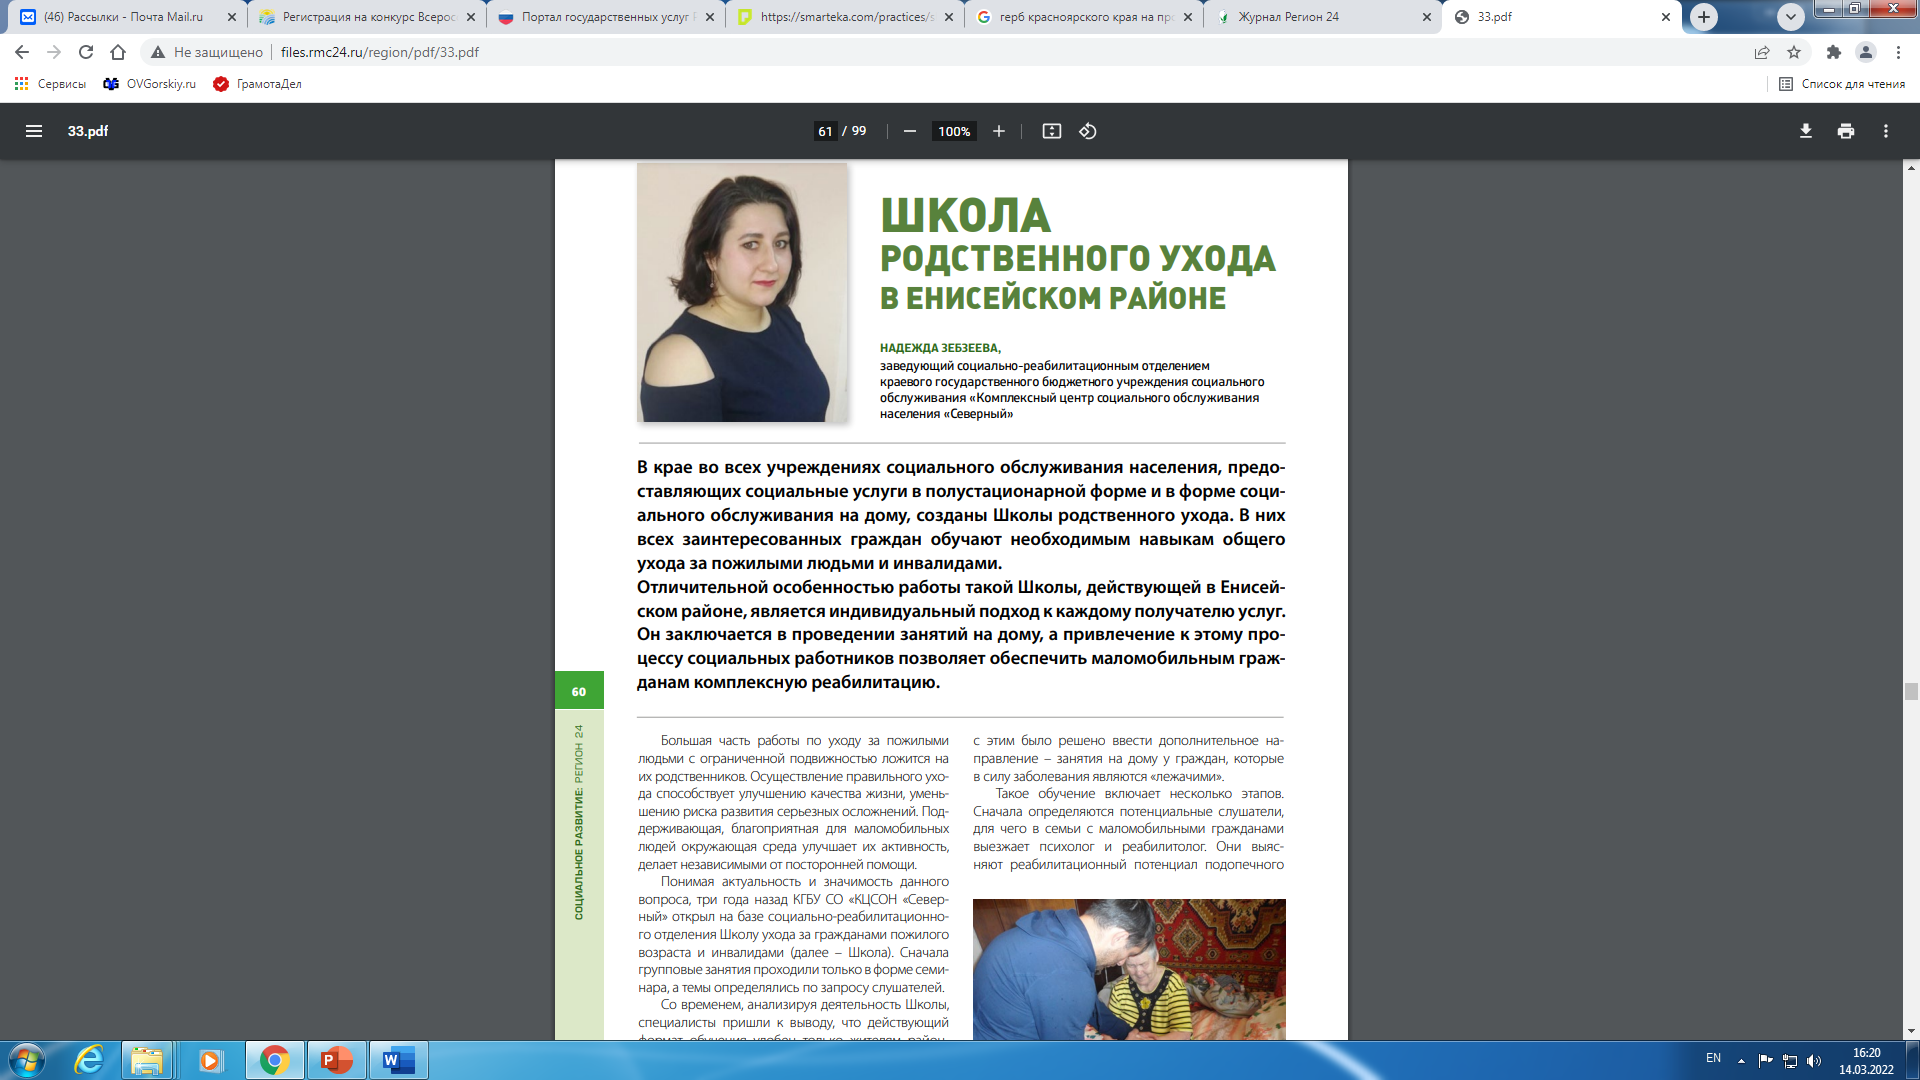 (46) Рассылки - Почта Mail.ru
Регистрация на конкурс Всерос
Портал государственных услуг
https://smarteka.com/practices/s
герб красноярского края на пр
Журнал Регион 24
33.pdf
Не защищено
files.rmc24.ru/region/pdf/33.pdf
Сервисы
OVGorskiy.ru
ГрамотаДел
Список для чтения
33.pdf
61 / 99
100%
ШКОЛА
РОДСТВЕННОГО УХОДА
В ЕНИСЕЙСКОМ РАЙОНЕ
НАДЕЖДА ЗЕБЗЕЕВА,
заведующий социально-реабилитационным отделением
краевого государственного бюджетного учреждения социального
обслуживания «Комплексный центр социального обслуживания
населения «Северный»
В крае во всех учреждениях социального обслуживания населения, предо-
ставляющих социальные услуги в полустационарной форме и в форме соци-
ального обслуживания на дому, созданы Школы родственного ухода. В них
всех заинтересованных граждан обучают необходимым навыкам общего
ухода за пожилыми людьми и инвалидами.
Отличительной особенностью работы такой Школы, действующей в Енисей-
ском районе, является индивидуальный подход к каждому получателю услуг.
Он заключается в проведении занятий на дому, а привлечение к этому про-
цессу социальных работников позволяет обеспечить маломобильным граж-
данам комплексную реабилитацию.
60
СОЦИАЛЬНОЕ РАЗВИТИЕ: РЕГИОН 24
Большая часть работы по уходу за пожилыми
людьми с ограниченной подвижностью ложится на
их родственников. Осуществление правильного ухо-
да способствует улучшению качества жизни, умень-
шению риска развития серьезных осложнений. Под-
держивающая, благоприятная для маломобильных
людей окружающая среда улучшает их активность,
делает независимыми от посторонней помощи.
Понимая актуальность и значимость данного
вопроса, три года назад КГБУ СО «КЦСОН «Север-
ный» открыл на базе социально-реабилитационно-
го отделения Школу ухода за гражданами пожилого
возраста и инвалидами (далее – Школа). Сначала
групповые занятия проходили только в форме семи-
нара, а темы определялись по запросу слушателей.
Со временем, анализируя деятельность Школы,
специалисты пришли к выводу, что действующий
формат обучения удобен только жителям район-
с этим было решено ввести дополнительное на-
правление – занятия на дому у граждан, которые
в силу заболевания являются «лежачими».
Такое обучение включает несколько этапов.
Сначала определяются потенциальные слушатели,
для чего в семьи с маломобильными гражданами
выезжает психолог и реабилитолог. Они выяс-
няют реабилитационный потенциал подопечного
EN
16:20
14.03.2022